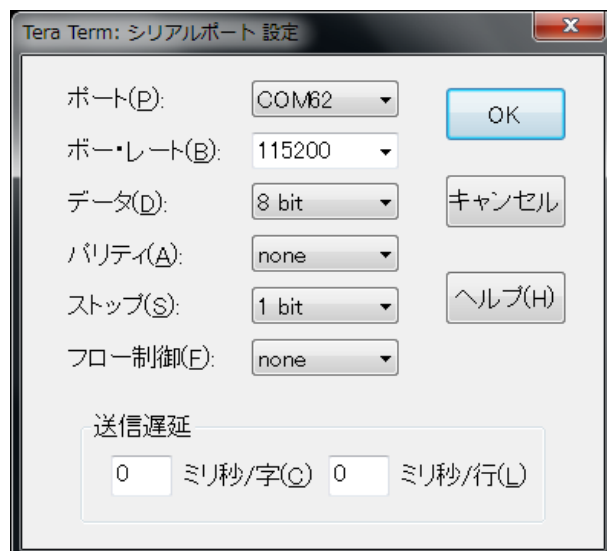 Tera Term: シリアルポート 設定
ポート(P): COM62
OK
ボー・レート(B): 115200
データ(D): 8 bit
キャンセル
パリティ(A): none
ストップ(S): 1 bit
ヘルプ(H)
フロー制御(F): none
送信遅延
0 ミリ秒/字(C) 0 ミリ秒/行(L)